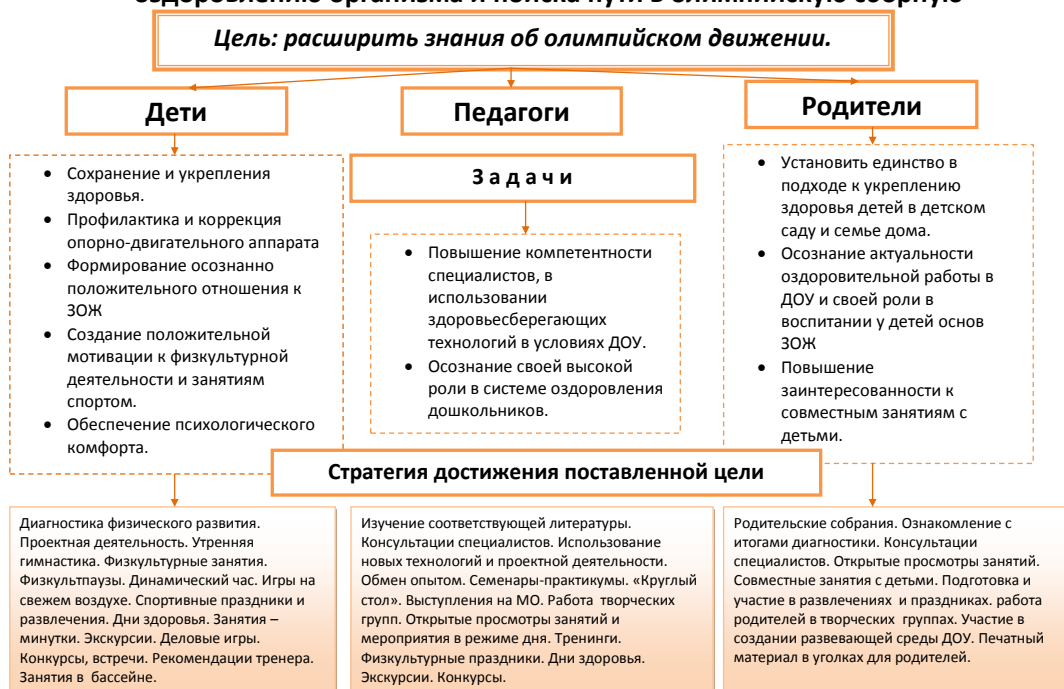 оздоровлению организма и поиска пути в олимпийскую сборную
Цель: расширить знания об олимпийском движении.
Дети
Педагоги
Родители
• Сохранение и укрепления
здоровья.
• Профилактика и коррекция
опорно-двигательного аппарата
• Формирование осознанно
положительного отношения к
ЗОЖ
• Создание положительной
мотивации к физкультурной
деятельности и занятиям
спортом.
• Обеспечение психологического
комфорта.
З а д а ч и
• Повышение компетентности
специалистов, в
использовании
здоровьесберегающих
технологий в условиях ДОУ.
• Осознание своей высокой
роли в системе оздоровления
дошкольников.
• Установить единство в
подходе к укреплению
здоровья детей в детском
саду и семье дома.
• Осознание актуальности
оздоровительной работы в
ДОУ и своей роли в
воспитании у детей основ
ЗОЖ
• Повышение
заинтересованности к
совместным занятиям с
детьми.
Стратегия достижения поставленной цели
Диагностика физического развития.
Проектная деятельность. Утренняя
гимнастика. Физкультурные занятия.
Физкультпаузы. Динамический час. Игры на
свежем воздухе. Спортивные праздники и
развлечения. Дни здоровья. Занятия –
минутки. Экскурсии. Деловые игры.
Конкурсы, встречи. Рекомендации тренера.
Занятия в бассейне.
Изучение соответствующей литературы.
Консультации специалистов. Использование
новых технологий и проектной деятельности.
Обмен опытом. Семенары-практикумы. «Круглый
стол». Выступления на МО. Работа творческих
групп. Открытые просмотры занятий и
мероприятия в режиме дня. Тренинги.
Физкультурные праздники. Дни здоровья.
Экскурсии. Конкурсы.
Родительские собрания. Ознакомление с
итогами диагностики. Консультации
специалистов. Открытые просмотры занятий.
Совместные занятия с детьми. Подготовка и
участие в развлечениях и праздниках. работа
родителей в творческих группах. Участие в
создании развевающей среды ДОУ. Печатный
материал в уголках для родителей.